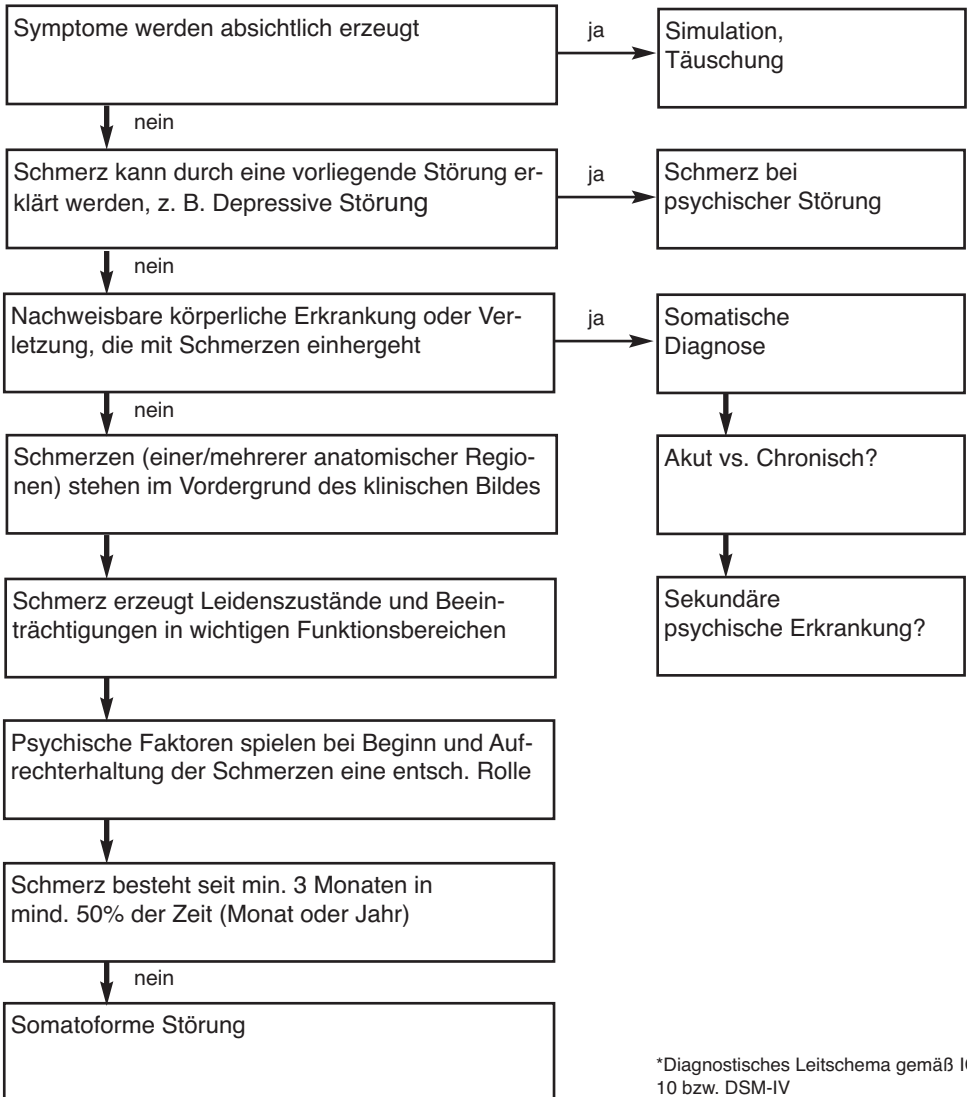 Symptome werden absichtlich erzeugt
ja
Simulation,
Täuschung
nein
Schmerz kann durch eine vorliegende Störung er-
klärt werden, z. B. Depressive Störung
ja
Schmerz bei
psychischer Störung
nein
Nachweisbare körperliche Erkrankung oder Ver-
letzung, die mit Schmerzen einhergeht
ja
Somatische
Diagnose
nein
Schmerzen (einer/mehrerer anatomischer Regio-
nen) stehen im Vordergrund des klinischen Bildes
Akut vs. Chronisch?
Schmerz erzeugt Leidenszustände und Beein-
trächtigungen in wichtigen Funktionsbereichen
Sekundäre
psychische Erkrankung?
Psychische Faktoren spielen bei Beginn und Auf-
rechterhaltung der Schmerzen eine entsch. Rolle
Schmerz besteht seit min. 3 Monaten in
mind. 50% der Zeit (Monat oder Jahr)
nein
Somatoforme Störung
*Diagnostisches Leitschema gemäß
10 bzw. DSM-IV